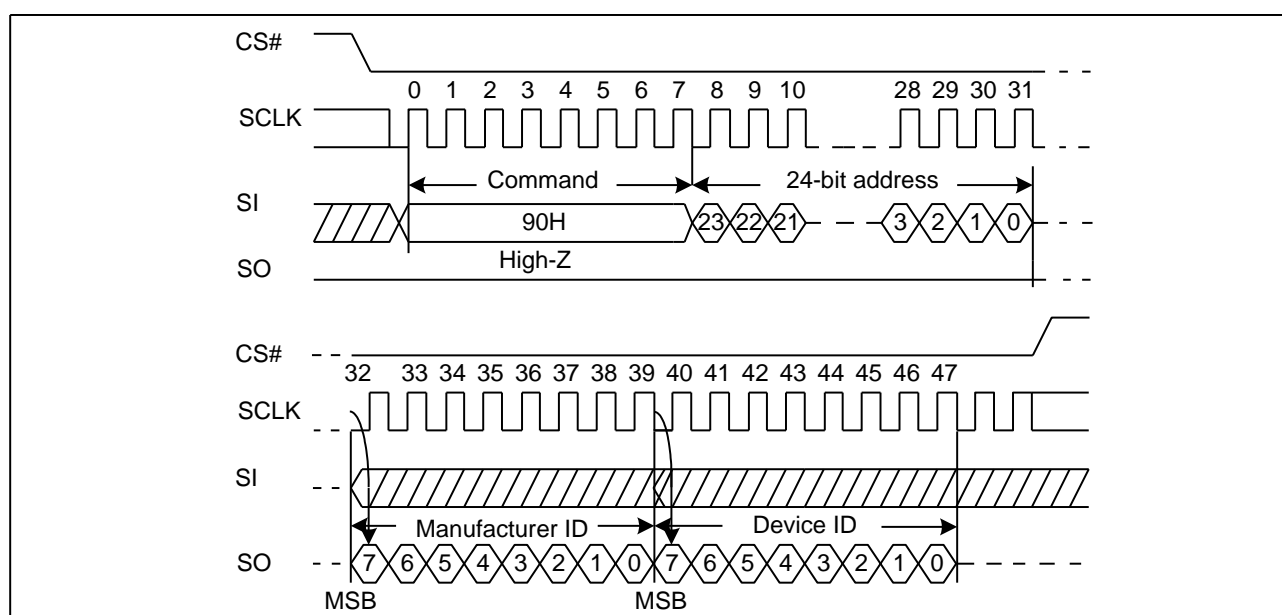 CS#
0 1 2 3 4 5 6 7 8 9 10 28 29 30 31
SCLK
Command 24-bit address
SI
90H 23 22 21 3 2 1 0
High-Z
SO
CS#
32 33 34 35 36 37 38 39 40 41 42 43 44 45 46 47
SCLK
SI
Manufacturer ID Device ID
SO 7 6 5 4 3 2 1 0 7 6 5 4 3 2 1 0
MSB MSB